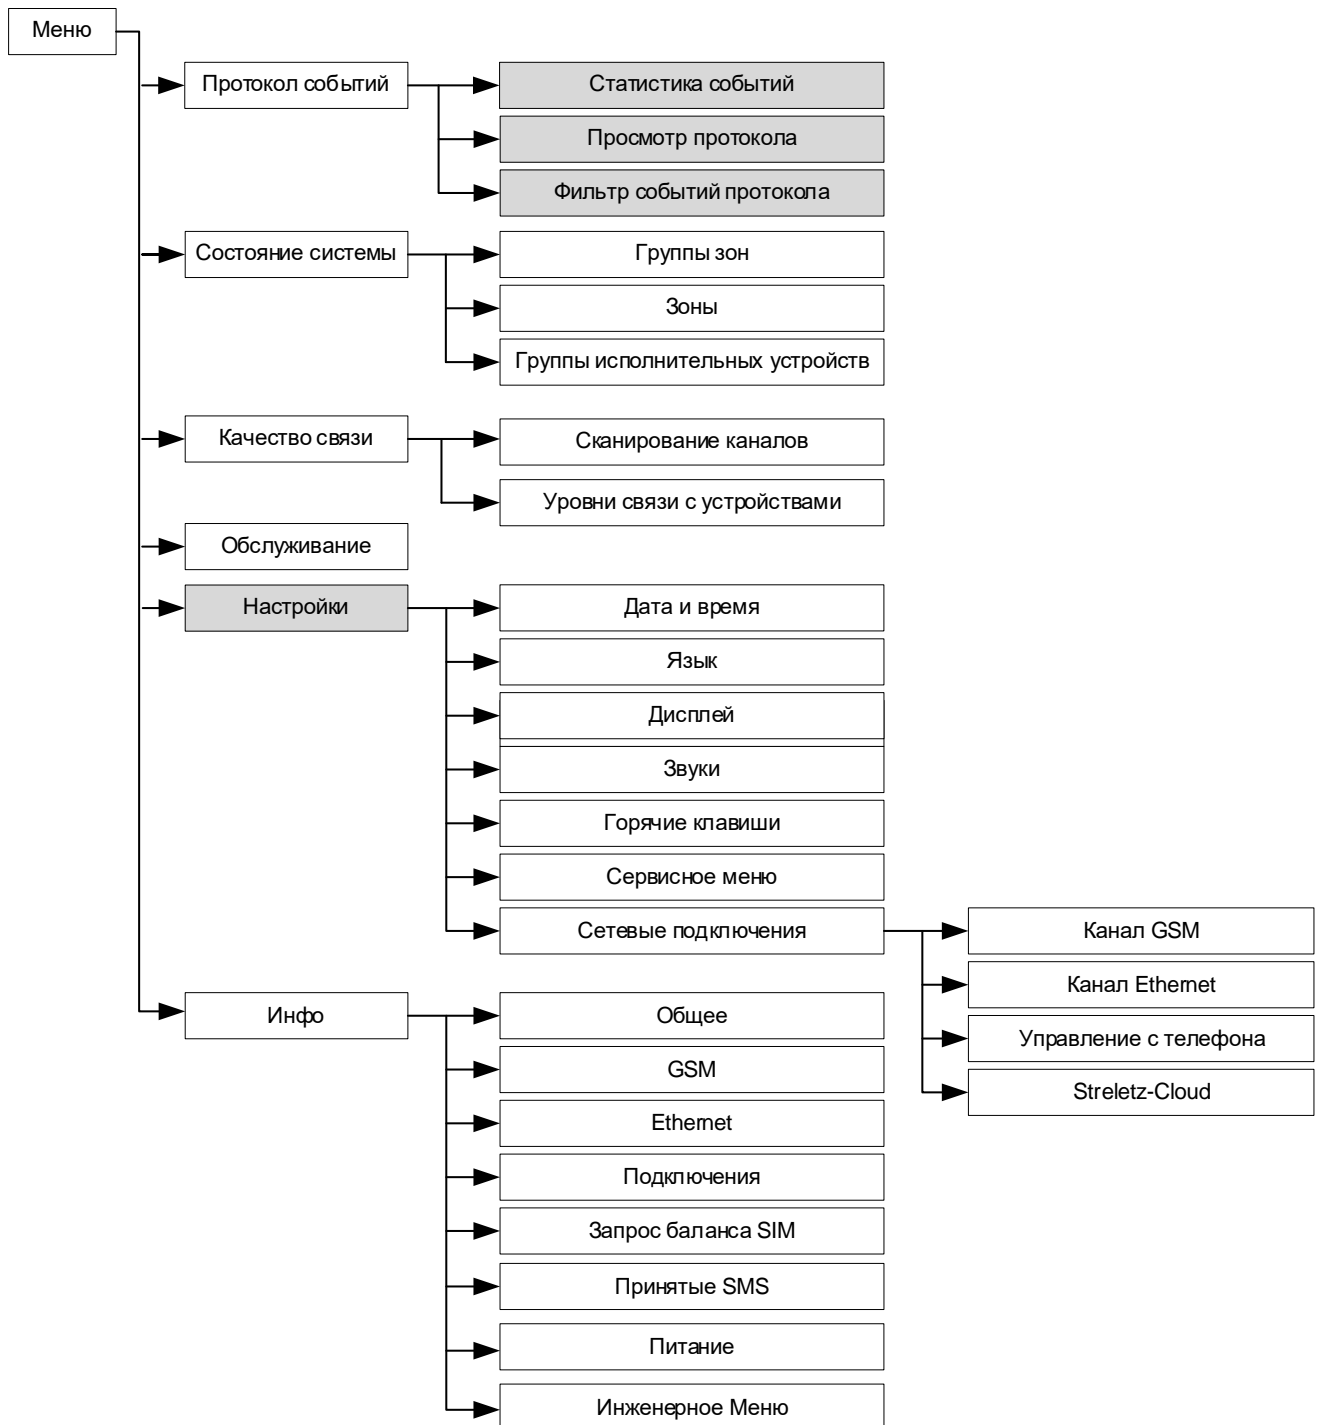 Меню
Протокол событий
Статистика событий
Просмотр протокола
Фильтр событий протокола
Состояние системы
Группы зон
Зоны
Группы исполнительных устройств
Качество связи
Сканирование каналов
Уровни связи с устройствами
Обслуживание
Настройки
Дата и время
Язык
Дисплей
Звуки
Горячие клавиши
Сервисное меню
Сетевые подключения
Канал GSM
Канал Ethernet
Управление с телефона
Streletz-Cloud
Инфо
Общее
GSM
Ethernet
Подключения
Запрос баланса SIM
Принятые SMS
Питание
Инженерное Меню